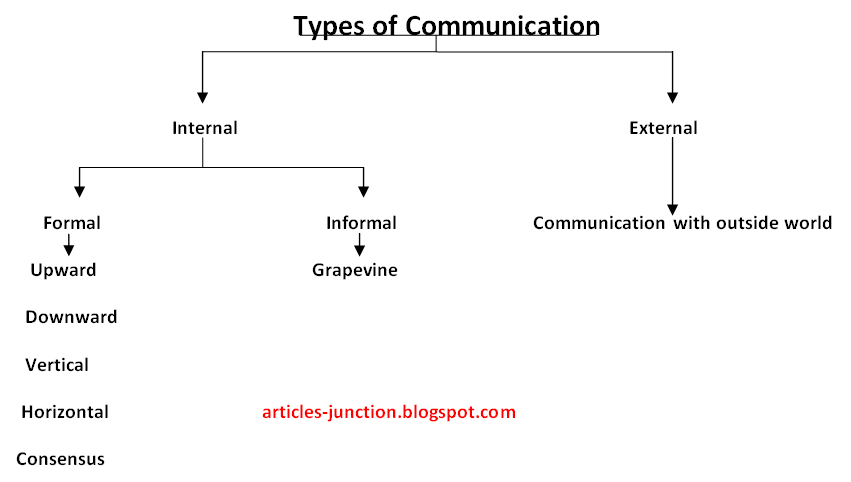 Types of Communication
Internal
External
Formal
Informal
Communication with outside world
Upward
Grapevine
Downward
Vertical
Horizontal
articles-junction.blogspot.com
Consensus